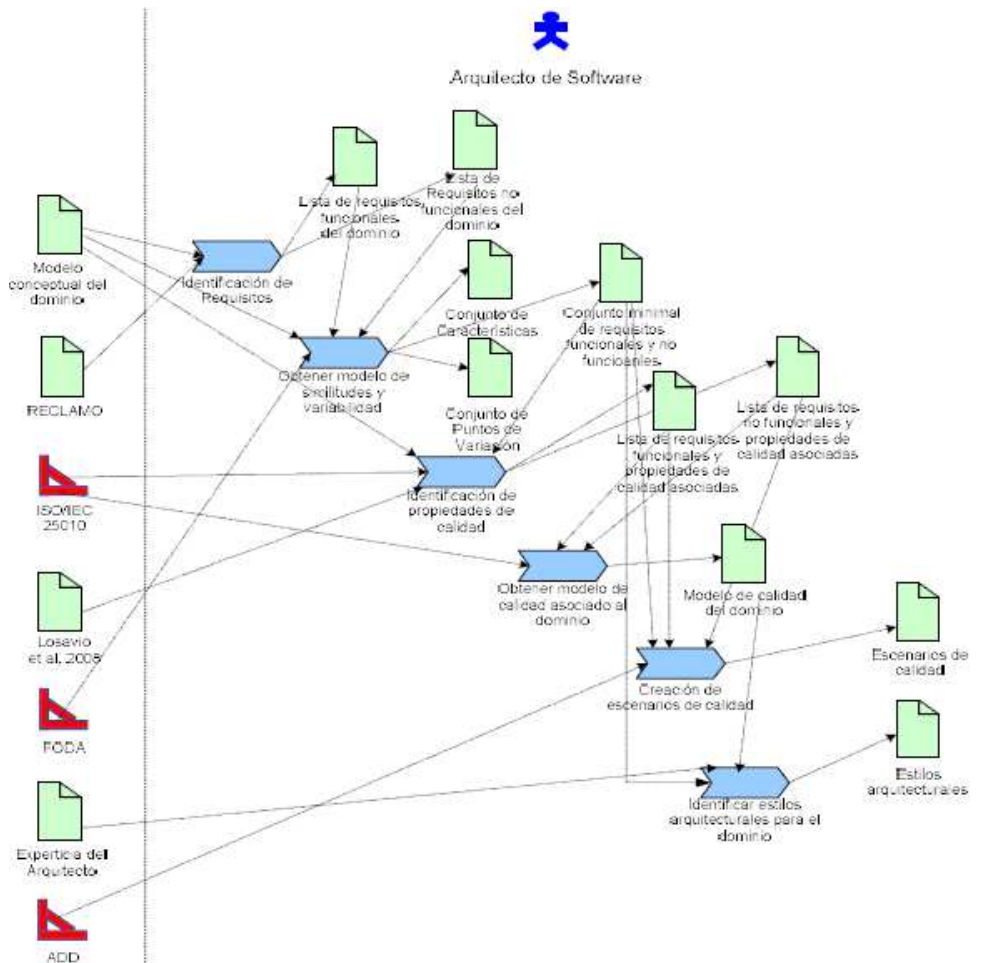 Arquitecto de Software
Lista de requisitos
funcionales
del dominio
Lista de
Requisitos no
funcionales del
dominio
Modelo
conceptual del
dominio
Identificación de
Requisitos
Conjunto de
Características
Conjunto minimal
de requisitos
funcionales y no
funcioanles
RECLAMO
Obtener modelo de
similitudes y
variabilidad
Conjunto de
Puntos de
Variación
Lista de requisitos
funcionales y
propiedades de
calidad asociadas
Lista de requisitos
no funcionales y
propiedades de
calidad asociadas
ISO/IEC
25010
Identificación de
propiedades de
calidad
Obtener modelo de
calidad asociado al
dominio
Modelo de calidad
del dominio
Losavio
et al. 2008
Escenarios de
calidad
Creación de
escenarios de calidad
FODA
Estilos
arquitecturales
Identificar estilos
arquitecturales para el
dominio
Experticia del
Arquitecto
ADD